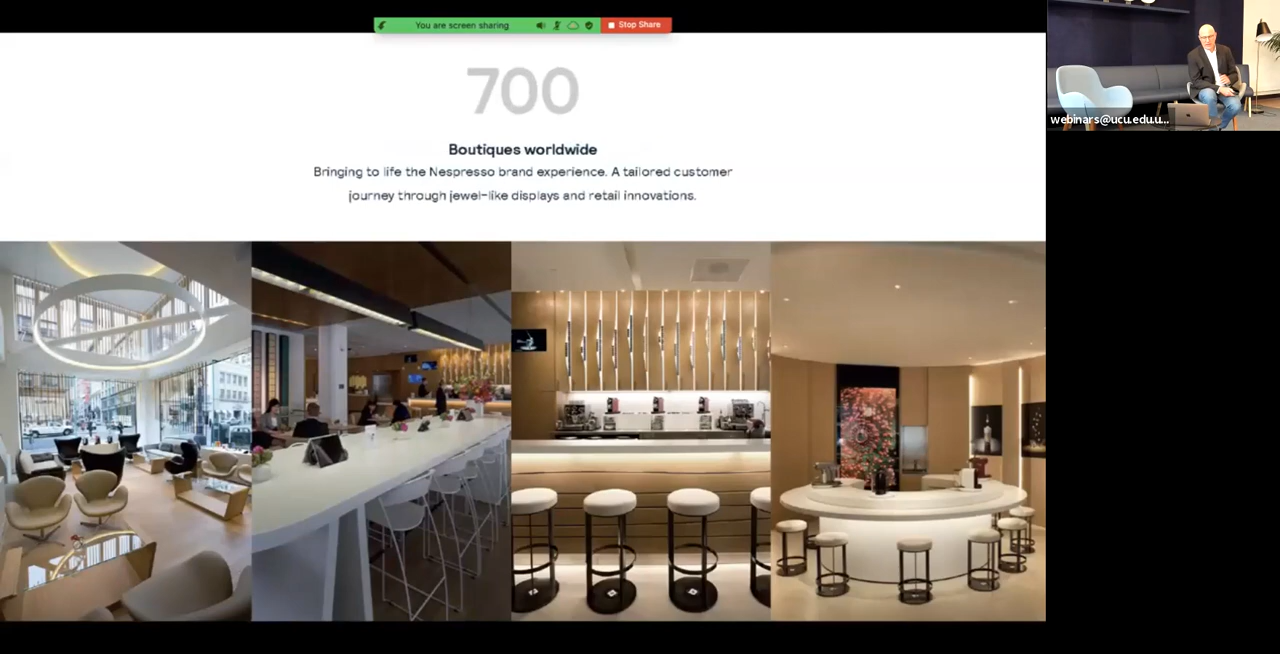 You are screen sharing
Stop Share
700
Boutiques worldwide
Bringing to life the Nespresso brand experience. A tailored customer
journey through jewel-like displays and retail innovations.
webinars@ucu.edu.u...